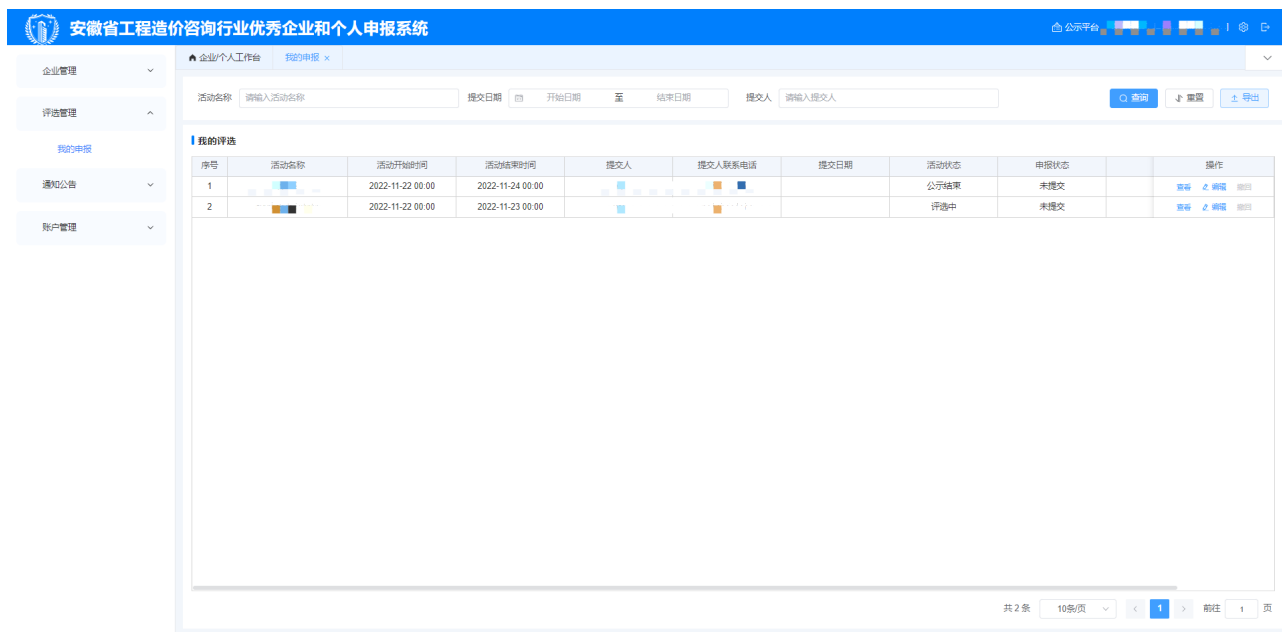 安徽省工程造价咨询行业优秀企业和个人申报系统
公示平台
企业管理
评选管理
我的申报
通知公告
账户管理
企业/个人工作台 我的申报 ×
活动名称 请输入活动名称 提交日期 开始日期 至 结束日期 提交人 请输入提交人 查询 重置 导出
我的评选
序号 活动名称 活动开始时间 活动结束时间 提交人 提交人联系电话 提交日期 活动状态 申报状态 操作
1 2022-11-22 00:00 2022-11-24 00:00 公示结束 未提交 查看 编辑 撤回
2 2022-11-22 00:00 2022-11-23 00:00 评选中 未提交 查看 编辑 撤回
共 2 条 10条/页 < 1 > 前往 1 页